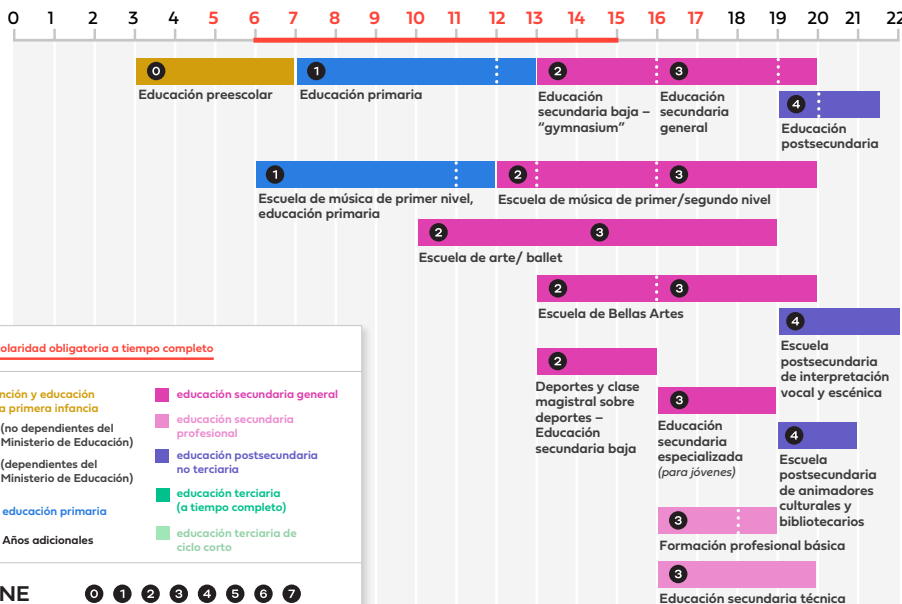 0 1 2 3 4 5 6 7 8 9 10 11 12 13 14 15 16 17 18 19 20 21 22
0 1 2 3
Educación preescolar
Educación primaria
Educación
secundaria baja –
“gymnasium”
Educación
secundaria
general
4
Educación
postsecundaria
1 2 3
Escuela de música de primer nivel,
educación primaria
Escuela de música de primer/segundo nivel
2 3
Escuela de arte/ ballet
2 3
Escuela de Bellas Artes
4
Escuela
postsecundaria
de interpretación
vocal y escénica
2
Deportes y clase
magistral sobre
deportes –
Educación
secundaria baja
3
Educación
secundaria
especializada
(para jóvenes)
4
Escuela
postsecundaria
de animadores
culturales y
bibliotecarios
3
Formación profesional básica
3
Educación secundaria técnica
olaridad obligatoria a tiempo completo
nción y educación
a primera infancia
(no dependientes del
Ministerio de Educación)
(dependientes del
Ministerio de Educación)
educación primaria
Años adicionales
educación secundaria general
educación secundaria
profesional
educación postsecundaria
no terciaria
educación terciaria
(a tiempo completo)
educación terciaria de
ciclo corto
NE 0 1 2 3 4 5 6 7